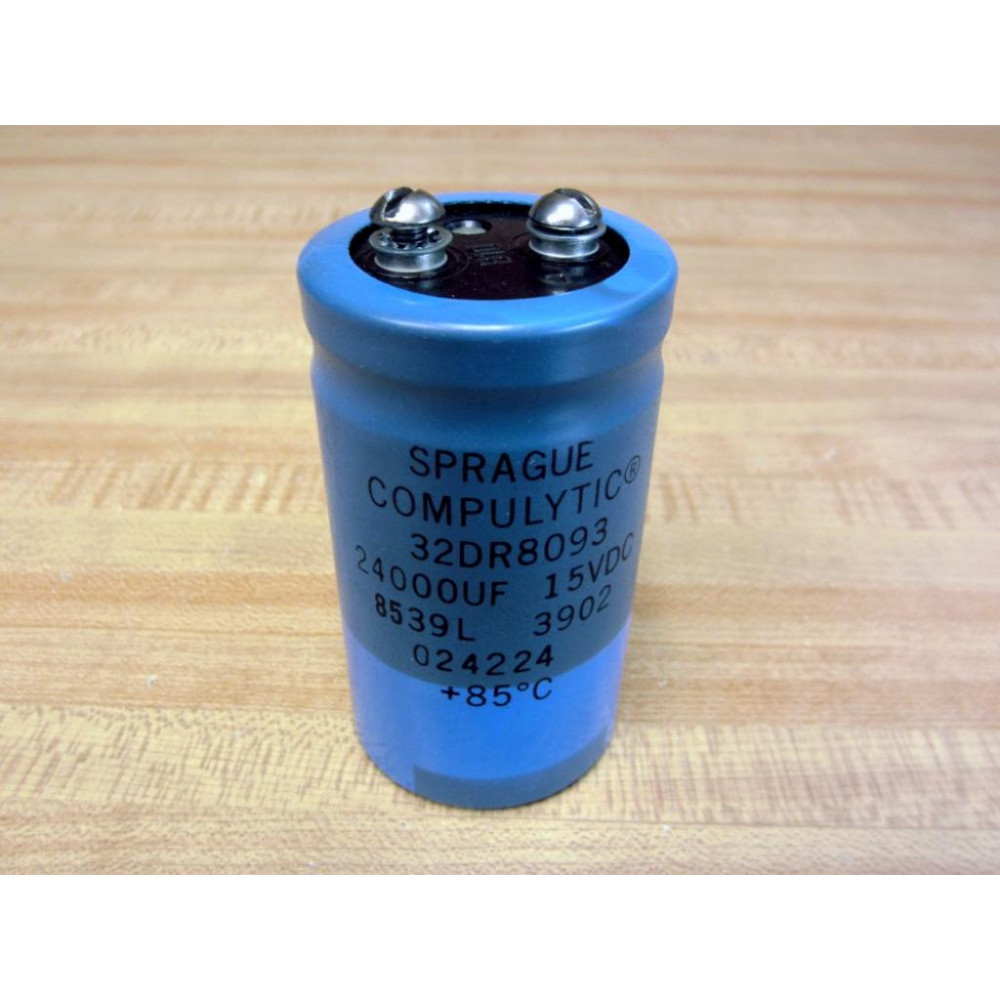 SPRAGUE
COMPULYTIC®
32DR8093
24000UF 15VDC
8539L 3902
024224
+85°C